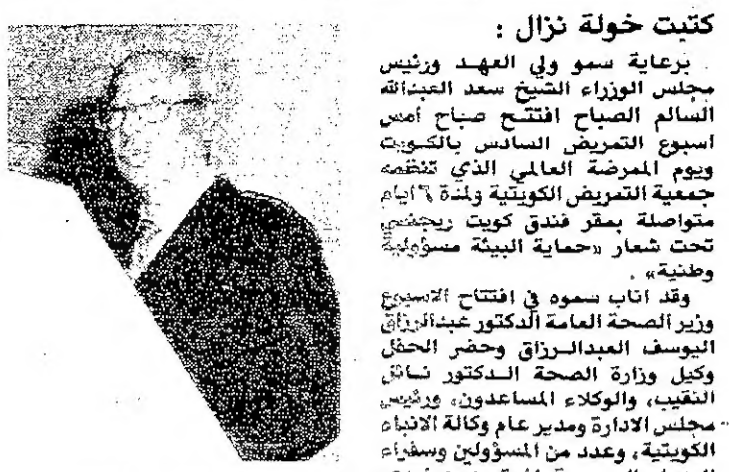 كتبت خولة نزال :
برعاية سمو ولي العهد ورئيس
مجلس الوزراء الشيخ سعد العبدالله
السالم الصباح افتتح صباح أمس
اسبوع التمريض السادس بالكويت
ويوم الممرضة العالمي الذي تنظمه
جمعية التمريض الكويتية ولمدة ٦ ايام
متواصلة بمقر فندق كويت ريجنسي
تحت شعار «حماية البيئة مسؤولية
وطنية» .
وقد اناب سموه في افتتاح الاسبوع
وزير الصحة العامة الدكتور عبدالرزاق
اليوسف العبدالرزاق وحضر الحفل
وكيل وزارة الصحة الدكتور نائل
النقيب، والوكلاء المساعدون، ورئيس
مجلس الادارة ومدير عام وكالة الانباء
الكويتية، وعدد من المسؤولين وسفراء